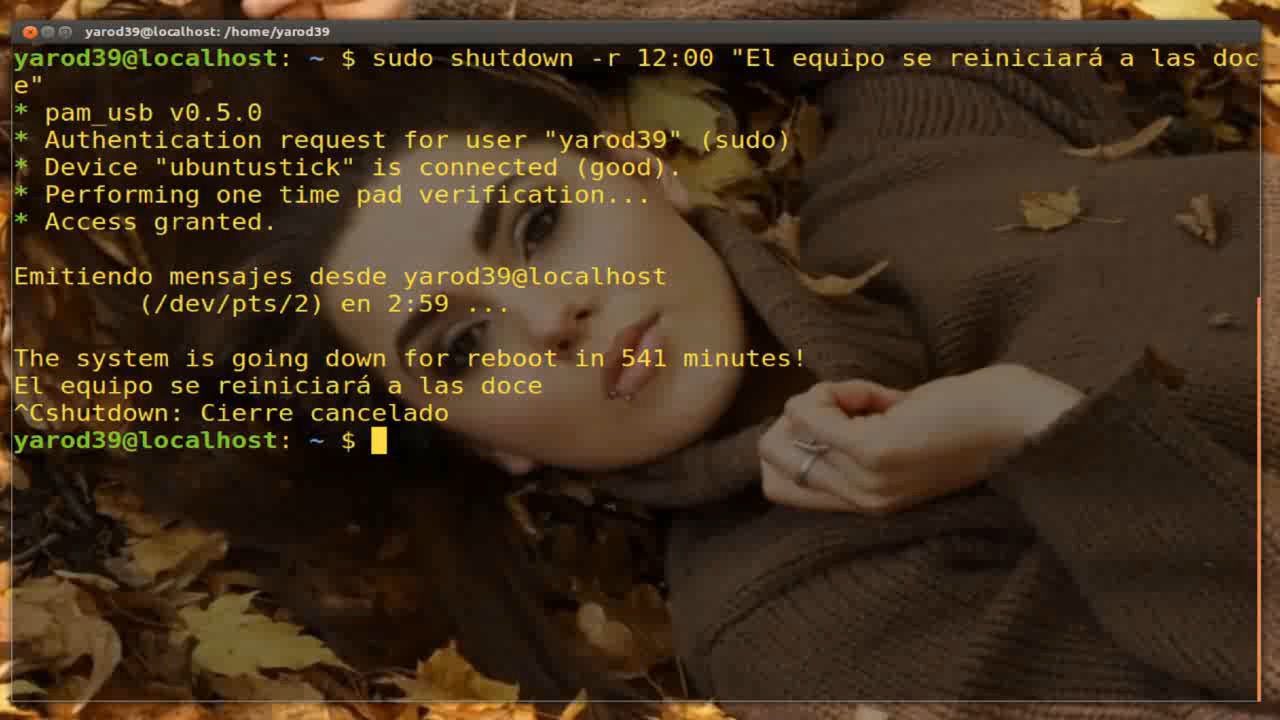 yarod39@localhost: /home/yarod39
yarod39@localhost: ~ $ sudo shutdown -r 12:00 "El equipo se reiniciará a las doc
e"
* pam_usb v0.5.0
* Authentication request for user "yarod39" (sudo)
* Device "ubuntustick" is connected (good).
* Performing one time pad verification...
* Access granted.
Emitiendo mensajes desde yarod39@localhost
(/dev/pts/2) en 2:59 ...
The system is going down for reboot in 541 minutes!
El equipo se reiniciará a las doce
^Cshutdown: Cierre cancelado
yarod39@localhost: ~ $